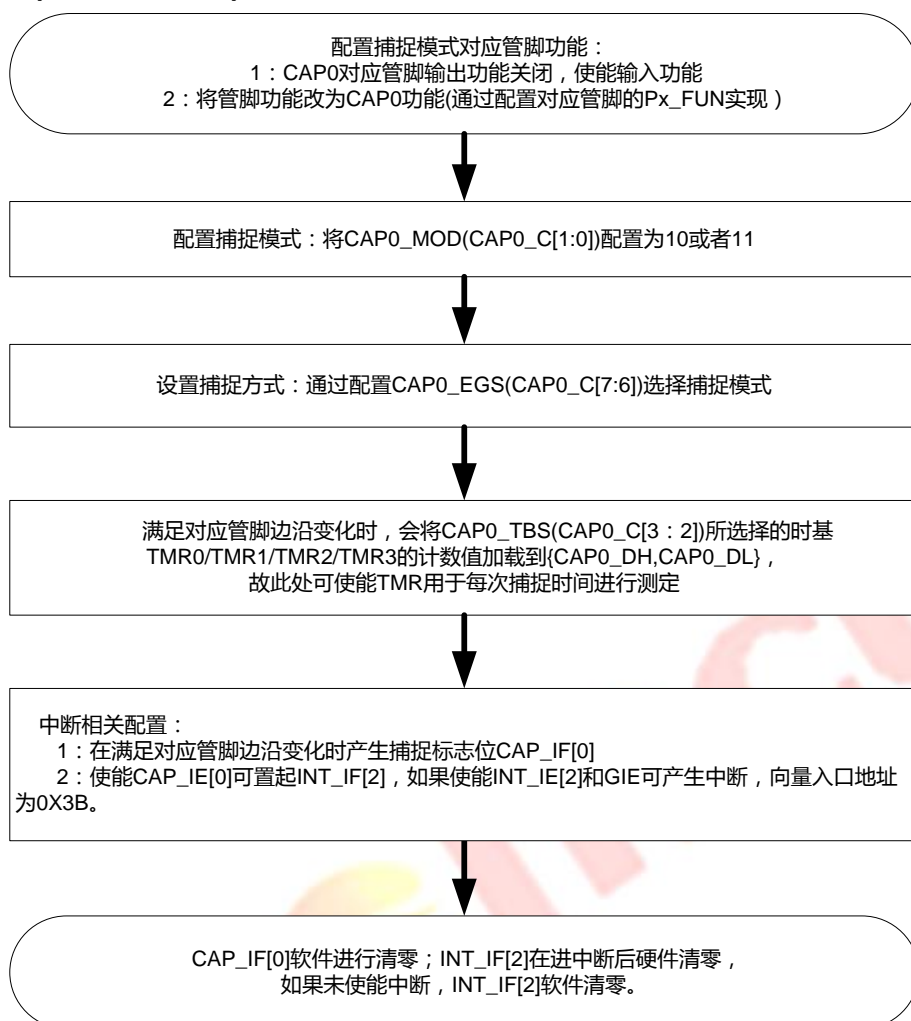 配置捕捉模式对应管脚功能：
1：CAP0对应管脚输出功能关闭，使能输入功能
2：将管脚功能改为CAP0功能(通过配置对应管脚的Px_FUN实现）
配置捕捉模式：将CAP0_MOD(CAP0_C[1:0])配置为10或者11
设置捕捉方式：通过配置CAP0_EGS(CAP0_C[7:6])选择捕捉模式
满足对应管脚边沿变化时，会将CAP0_TBS(CAP0_C[3：2])所选择的时基
TMR0/TMR1/TMR2/TMR3的计数值加载到{CAP0_DH,CAP0_DL}，
故此处可使能TMR用于每次捕捉时间进行测定
中断相关配置：
1：在满足对应管脚边沿变化时产生捕捉标志位CAP_IF[0]
2：使能CAP_IE[0]可置起INT_IF[2]，如果使能INT_IE[2]和GIE可产生中断，向量入口地址
为0X3B。
CAP_IF[0]软件进行清零；INT_IF[2]在进中断后硬件清零，
如果未使能中断，INT_IF[2]软件清零。